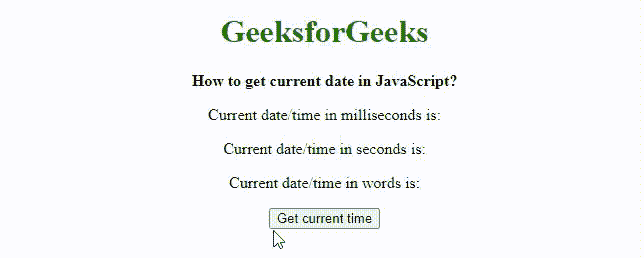 GeeksforGeeks
How to get current date in JavaScript?
Current date/time in milliseconds is:
Current date/time in seconds is:
Current date/time in words is:
Get current time